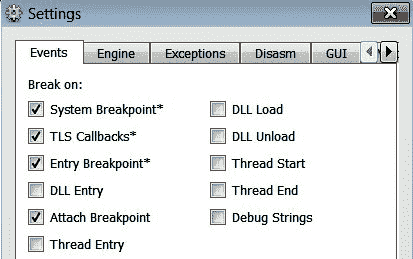 Settings
Events Engine Exceptions Disasm GUI
Break on:
System Breakpoint*
TLS Callbacks*
Entry Breakpoint*
DLL Entry
Attach Breakpoint
Thread Entry
DLL Load
DLL Unload
Thread Start
Thread End
Debug Strings